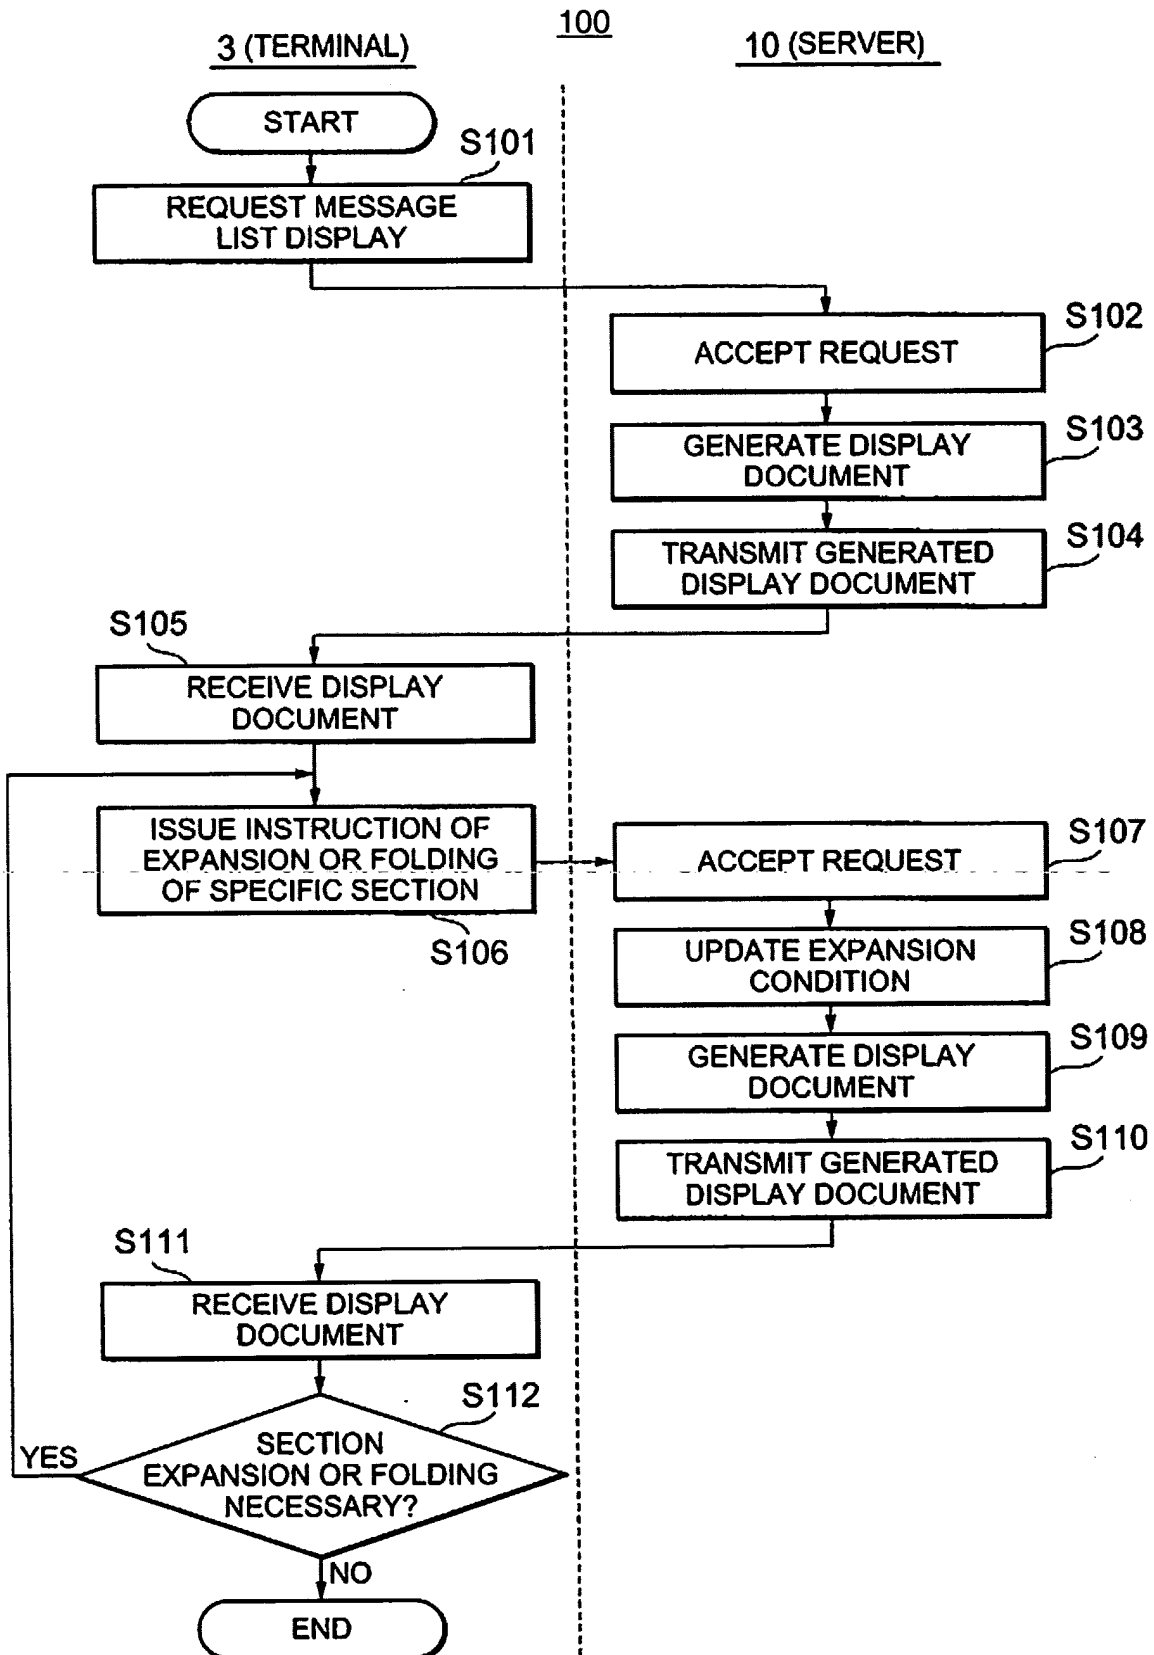 100
3 (TERMINAL)
10 (SERVER)
START
S101
REQUEST MESSAGE
LIST DISPLAY
S102
ACCEPT REQUEST
S103
GENERATE DISPLAY
DOCUMENT
S104
TRANSMIT GENERATED
DISPLAY DOCUMENT
S105
RECEIVE DISPLAY
DOCUMENT
ISSUE INSTRUCTION OF
EXPANSION OR FOLDING
OF SPECIFIC SECTION
S106
S107
ACCEPT REQUEST
S108
UPDATE EXPANSION
CONDITION
S109
GENERATE DISPLAY
DOCUMENT
S110
TRANSMIT GENERATED
DISPLAY DOCUMENT
S111
RECEIVE DISPLAY
DOCUMENT
S112
SECTION
EXPANSION OR FOLDING
NECESSARY?
YES
NO
END